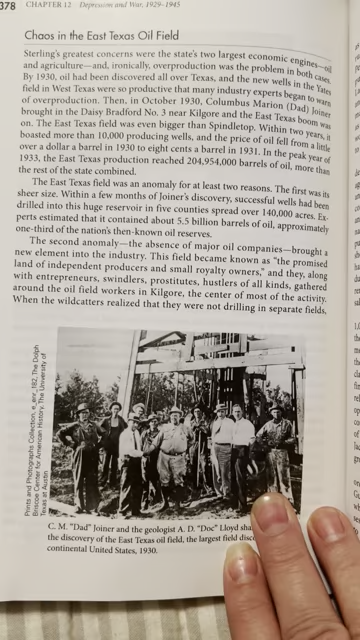 378 CHAPTER 12 Depression and War, 1929–1945
Chaos in the East Texas Oil Field
Sterling's greatest concerns were the state's two largest economic engines—oil
and agriculture—and, ironically, overproduction was the problem in both cases.
By 1930, oil had been discovered all over Texas, and the new wells in the Yates
field in West Texas were so productive that many industry experts began to warn
of overproduction. Then, in October 1930, Columbus Marion (Dad) Joiner
brought in the Daisy Bradford No. 3 near Kilgore and the East Texas boom was
on. The East Texas field was even bigger than Spindletop. Within two years, it
boasted more than 10,000 producing wells, and the price of oil fell from a little
over a dollar a barrel in 1930 to eight cents a barrel in 1931. In the peak year of
1933, the East Texas production reached 204,954,000 barrels of oil, more than
the rest of the state combined.
The East Texas field was an anomaly for at least two reasons. The first was its
sheer size. Within a few months of Joiner's discovery, successful wells had been
drilled into this huge reservoir in five counties spread over 140,000 acres. Ex-
perts estimated that it contained about 5.5 billion barrels of oil, approximately
one-third of the nation's then-known oil reserves.
The second anomaly—the absence of major oil companies—brought a
new element into the industry. This field became known as "the promised
land of independent producers and small royalty owners," and they, along
with entrepreneurs, swindlers, prostitutes, hustlers of all kinds, gathered
around the oil field workers in Kilgore, the center of most of the activity.
When the wildcatters realized that they were not drilling in separate fields,
Prints and Photographs Collection, e_enr_182, The Dolph
Briscoe Center for American History, The University of
Texas at Austin
C. M. "Dad" Joiner and the geologist A. D. "Doc" Lloyd sha
the discovery of the East Texas oil field, the largest field disc
continental United States, 1930.